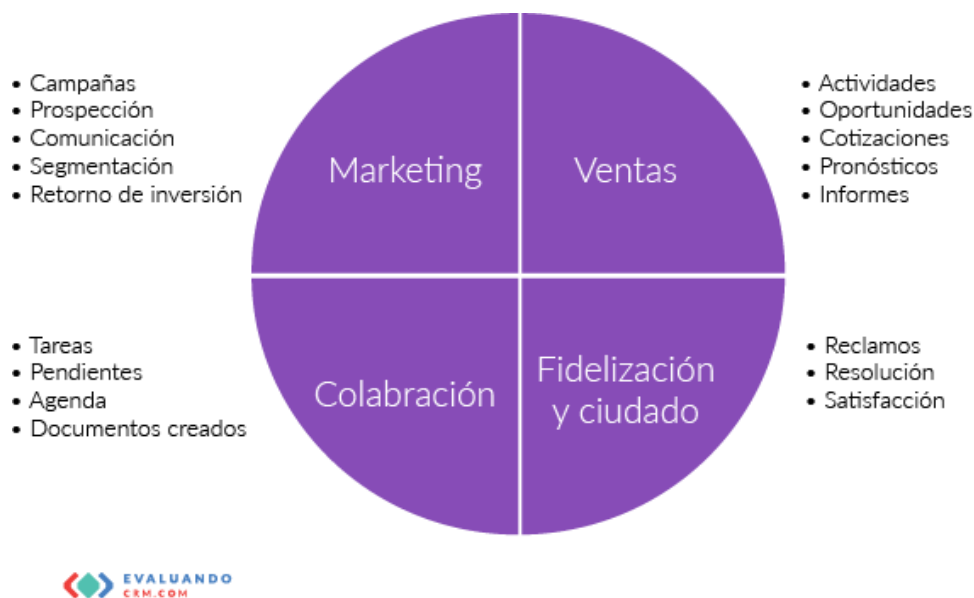 • Campañas
• Prospección
• Comunicación
• Segmentación
• Retorno de inversión
Marketing
Ventas
• Actividades
• Oportunidades
• Cotizaciones
• Pronósticos
• Informes
• Tareas
• Pendientes
• Agenda
• Documentos creados
Colabración
Fidelización
y ciudado
• Reclamos
• Resolución
• Satisfacción
EVALUANDO
CRM.COM